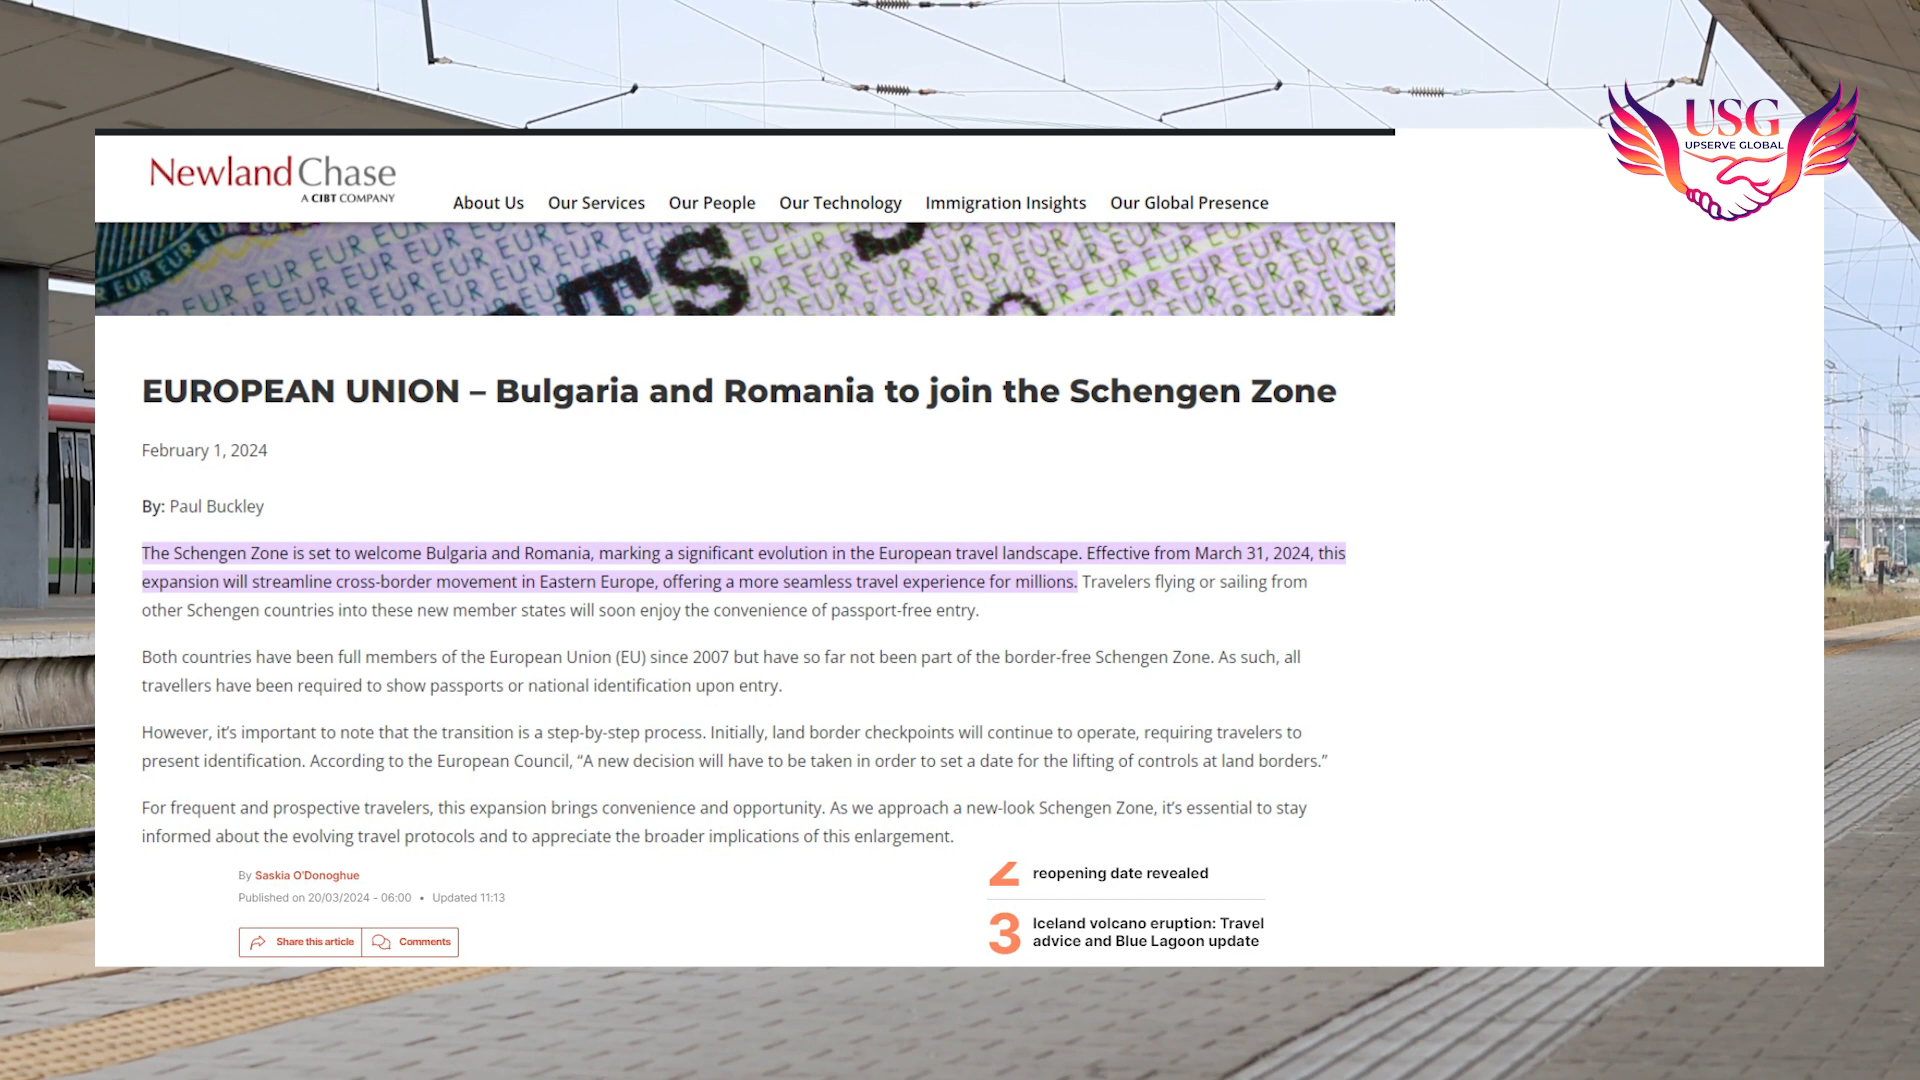 USG
UPSERVE GLOBAL
Newland Chase
A CIBT COMPANY
About Us Our Services Our People Our Technology Immigration Insights Our Global Presence
EUROPEAN UNION – Bulgaria and Romania to join the Schengen Zone
February 1, 2024
By: Paul Buckley
The Schengen Zone is set to welcome Bulgaria and Romania, marking a significant evolution in the European travel landscape. Effective from March 31, 2024, this
expansion will streamline cross-border movement in Eastern Europe, offering a more seamless travel experience for millions. Travelers flying or sailing from
other Schengen countries into these new member states will soon enjoy the convenience of passport-free entry.
Both countries have been full members of the European Union (EU) since 2007 but have so far not been part of the border-free Schengen Zone. As such, all
travellers have been required to show passports or national identification upon entry.
However, it’s important to note that the transition is a step-by-step process. Initially, land border checkpoints will continue to operate, requiring travelers to
present identification. According to the European Council, “A new decision will have to be taken in order to set a date for the lifting of controls at land borders.”
For frequent and prospective travelers, this expansion brings convenience and opportunity. As we approach a new-look Schengen Zone, it’s essential to stay
informed about the evolving travel protocols and to appreciate the broader implications of this enlargement.
By Saskia O'Donoghue
Published on 20/03/2024 - 06:00 • Updated 11:13
Share this article Comments
2 reopening date revealed
3 Iceland volcano eruption: Travel
advice and Blue Lagoon update